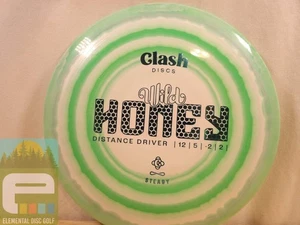 Clash
DISCS
Wild
HONEY
DISTANCE DRIVER | 12 | 5 | -2 | 2 |
STEADY
e
ELEMENTAL DISC GOLF